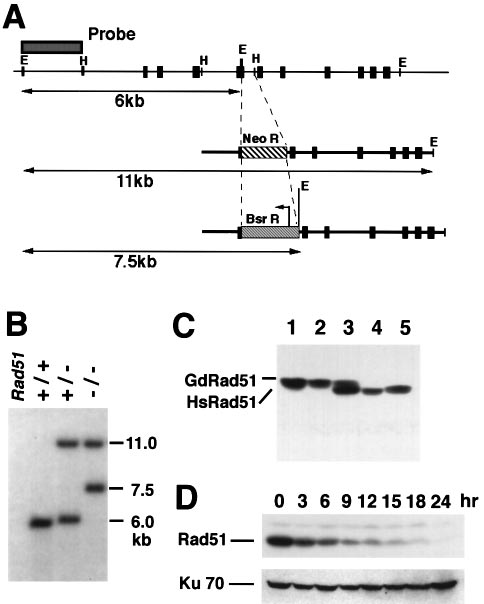 A
Probe
E H H E H E
6kb
Neo R
E
11kb
E
Bsr R
7.5kb
B
Rad51 +/+ +/- -/-
11.0
7.5
6.0
kb
C
1 2 3 4 5
GdRad51
HsRad51
D
0 3 6 9 12 15 18 24 hr
Rad51
Ku 70